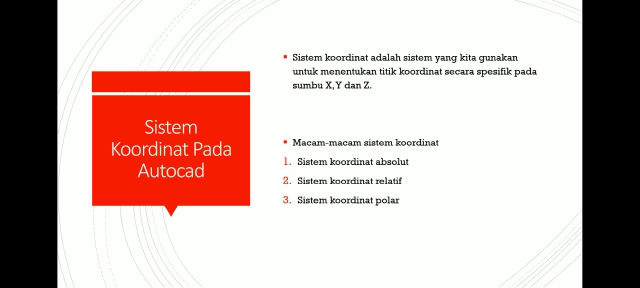 Sistem
Koordinat Pada
Autocad
▪ Sistem koordinat adalah sistem yang kita gunakan
untuk menentukan titik koordinat secara spesifik pada
sumbu X,Y dan Z.
▪ Macam-macam sistem koordinat
1. Sistem koordinat absolut
2. Sistem koordinat relatif
3. Sistem koordinat polar